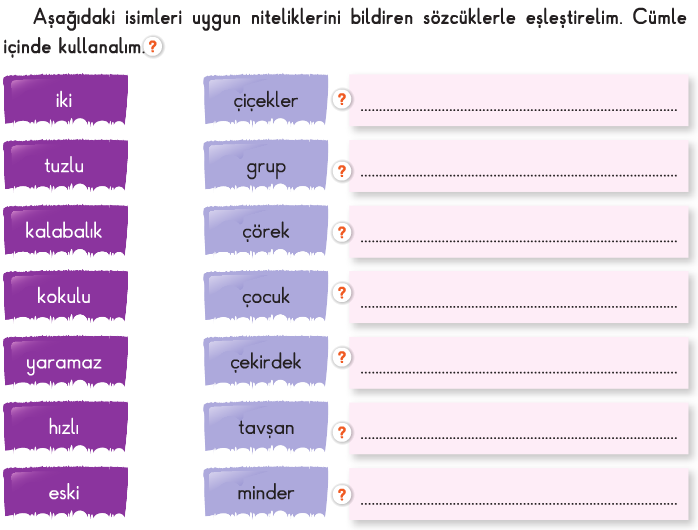 Aşağıdaki isimleri uygun niteliklerini bildiren sözcüklerle eşleştirelim. Cümle
içinde kullanalım. ?
iki çiçekler ? ....................
tuzlu grup ? ....................
kalabalık çörek ? ....................
kokulu çocuk ? ....................
yaramaz çekirdek ? ....................
hızlı tavşan ? ....................
eski minder ? ....................